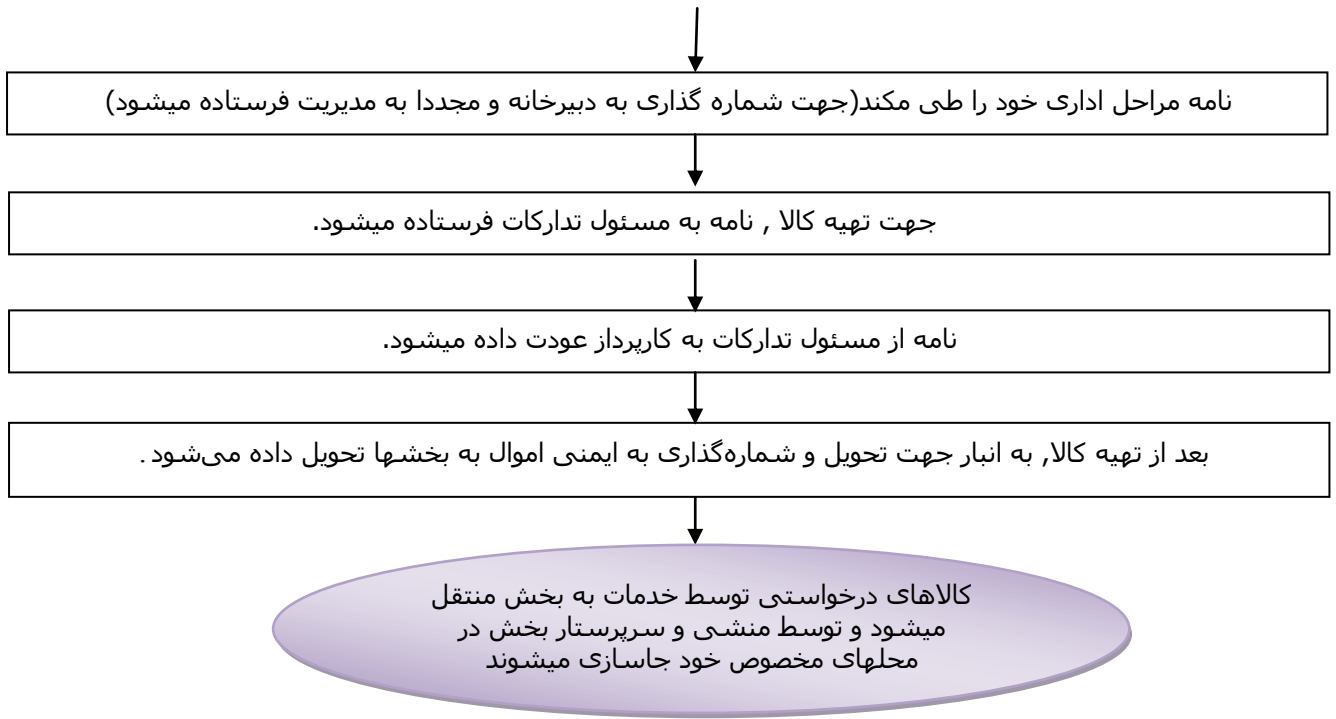 نامه مراحل اداری خود را طی مکند(جهت شماره گذاری به دبیرخانه و مجددا به مدیریت فرستاده میشود)
جهت تهیه کالا , نامه به مسئول تدارکات فرستاده میشود.
نامه از مسئول تدارکات به کارپرداز عودت داده میشود.
بعد از تهیه کالا, به انبار جهت تحویل و شماره‌گذاری به ایمنی اموال به بخشها تحویل داده می‌شود .
کالاهای درخواستی توسط خدمات به بخش منتقل
میشود و توسط منشی و سرپرستار بخش در
محلهای مخصوص خود جاسازی میشوند